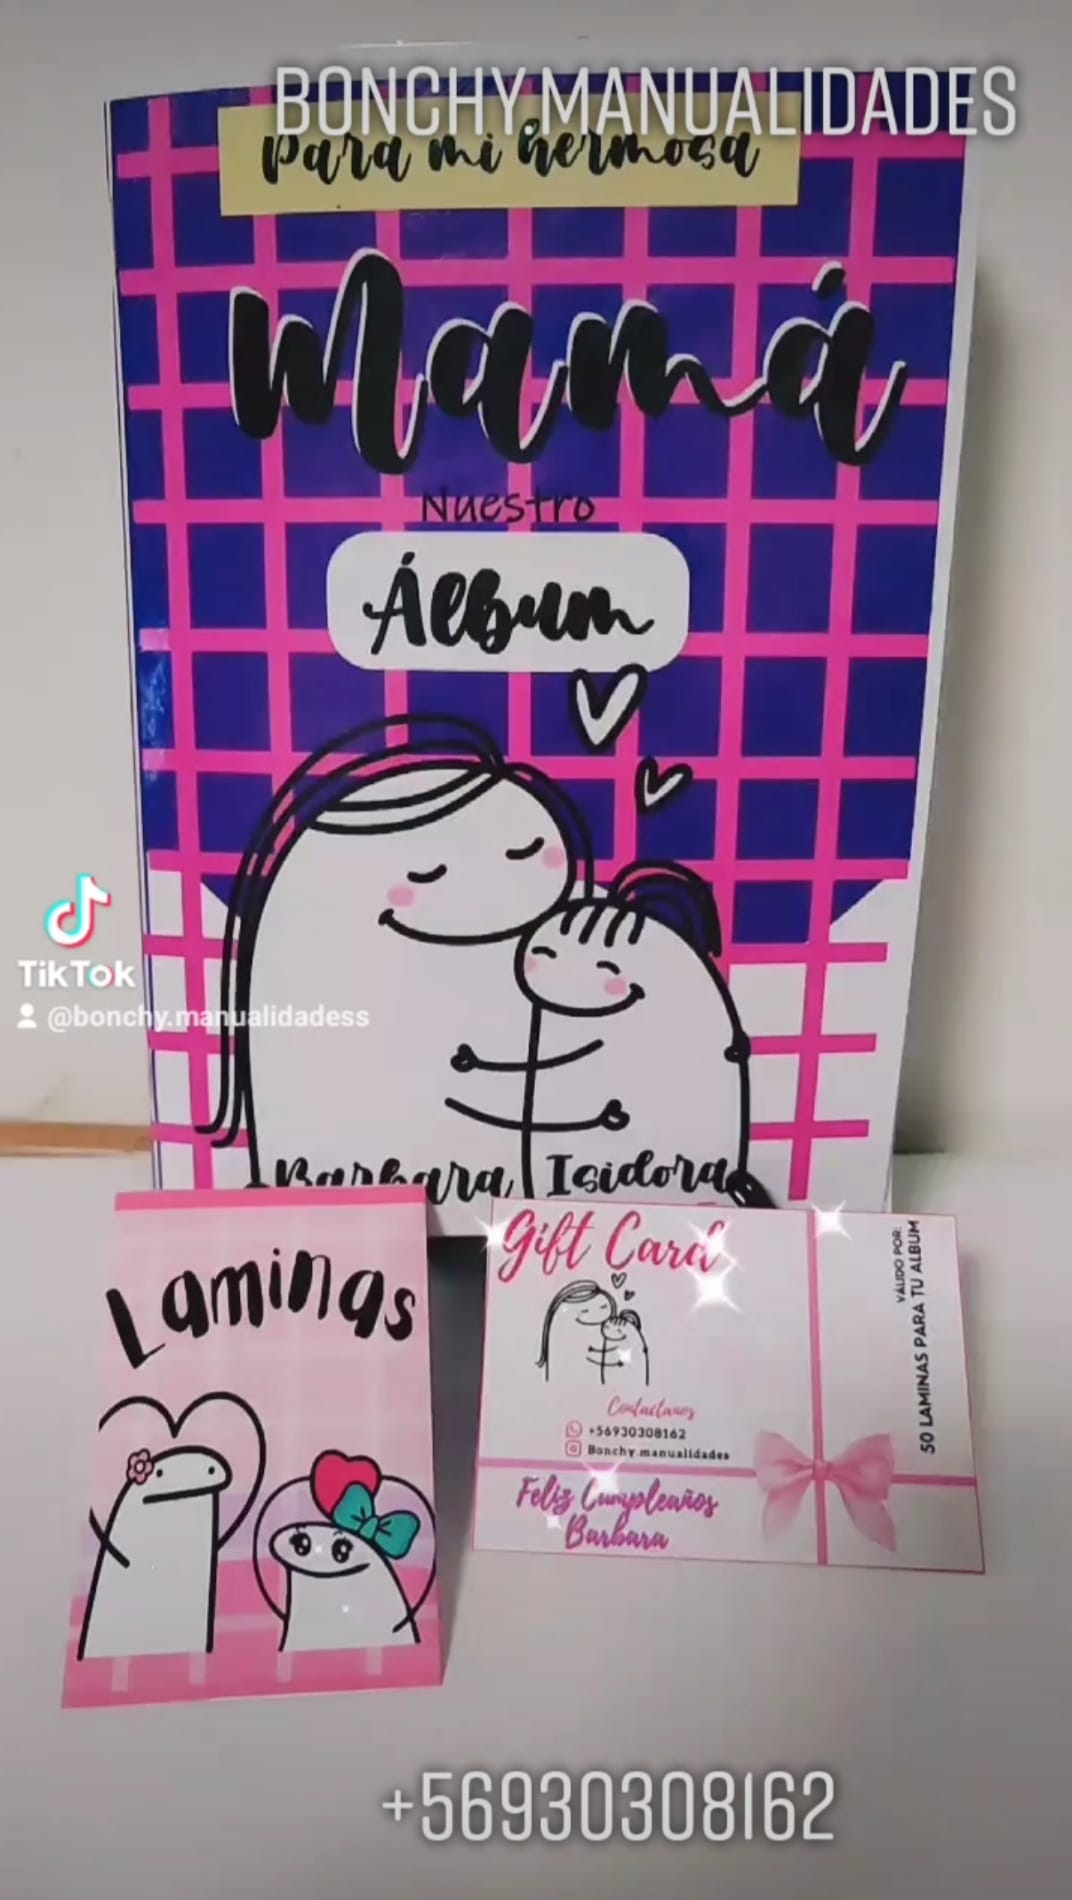 BONCHY.MANUALIDADES
Para mi hermosa
Mamá
Nuestro
Álbum
TikTok
@bonchy.manualidadess
Barbara Isidora
Laminas
Gift Card
Contactanos
+56930308162
Bonchy.manualidades
Feliz Cumpleaños
Barbara
VÁLIDO POR:
50 LAMINAS PARA TU ALBUM
+56930308162